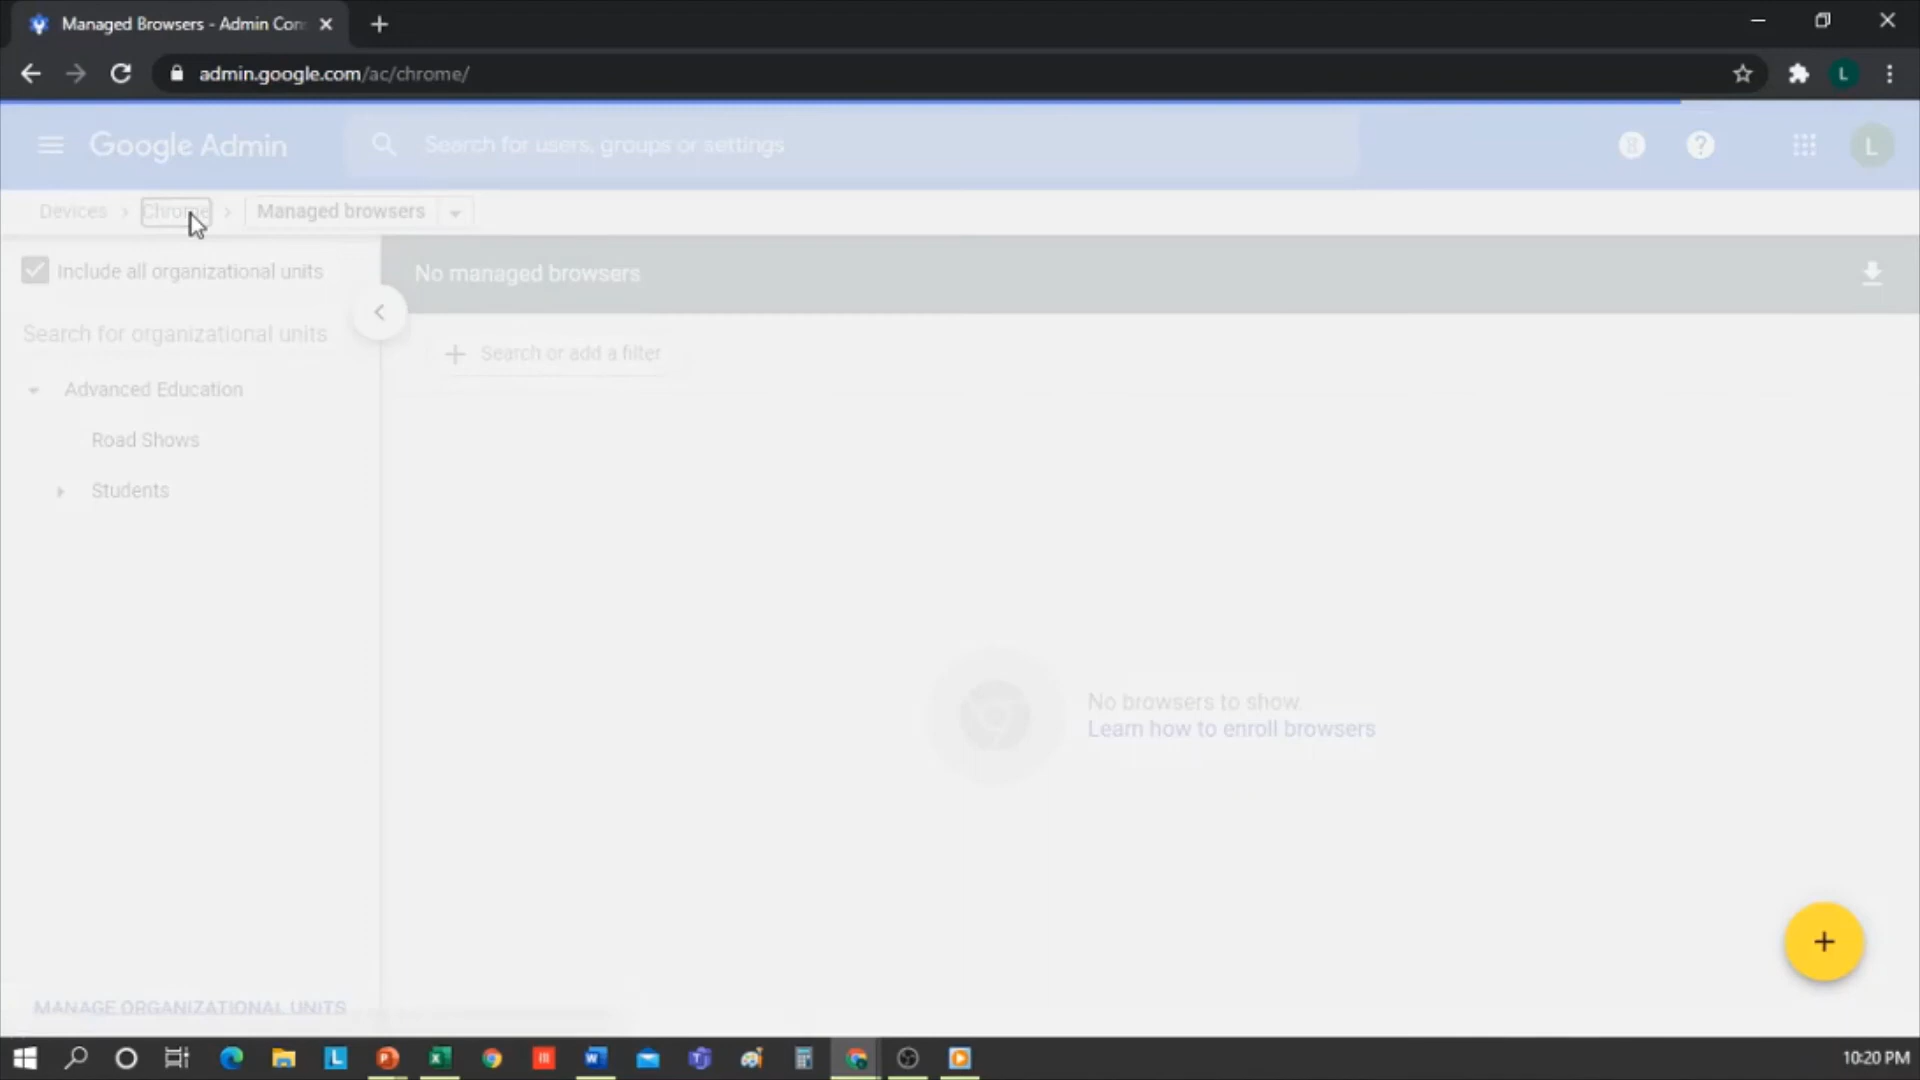 Managed Browsers - Admin Con
admin.google.com/ac/chrome/
L
Google Admin
Search for users, groups or settings
?
L
Devices
Chrome
Managed browsers
Include all organizational units
No managed browsers
Search for organizational units
Search or add a filter
Advanced Education
Road Shows
Students
No browsers to show.
Learn how to enroll browsers
MANAGE ORGANIZATIONAL UNITS
10:20 PM